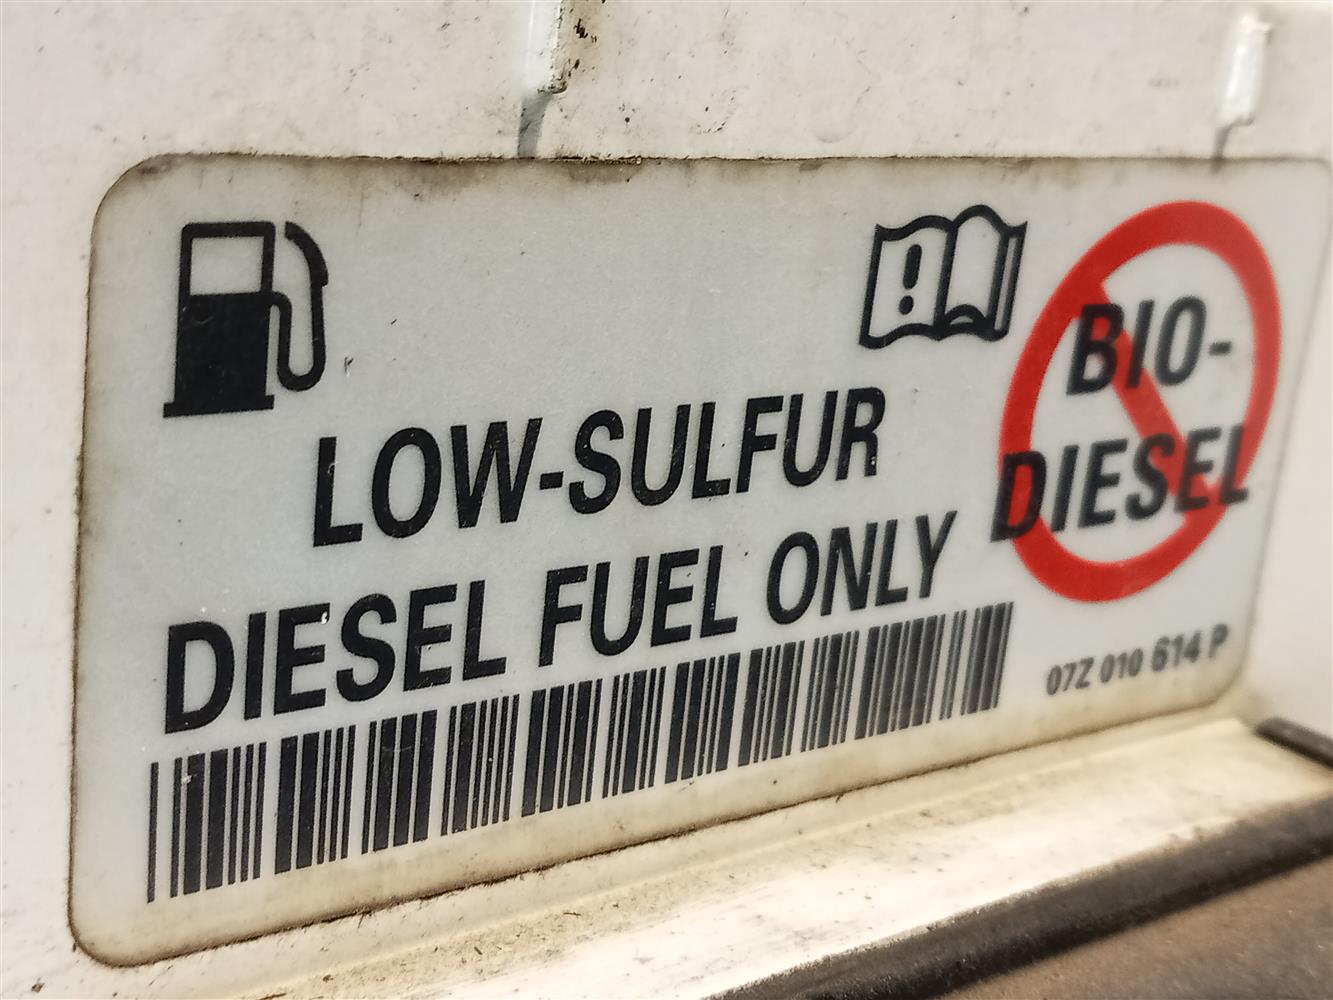 LOW-SULFUR
DIESEL FUEL ONLY
BIO-
DIESEL
07Z 010 614 P